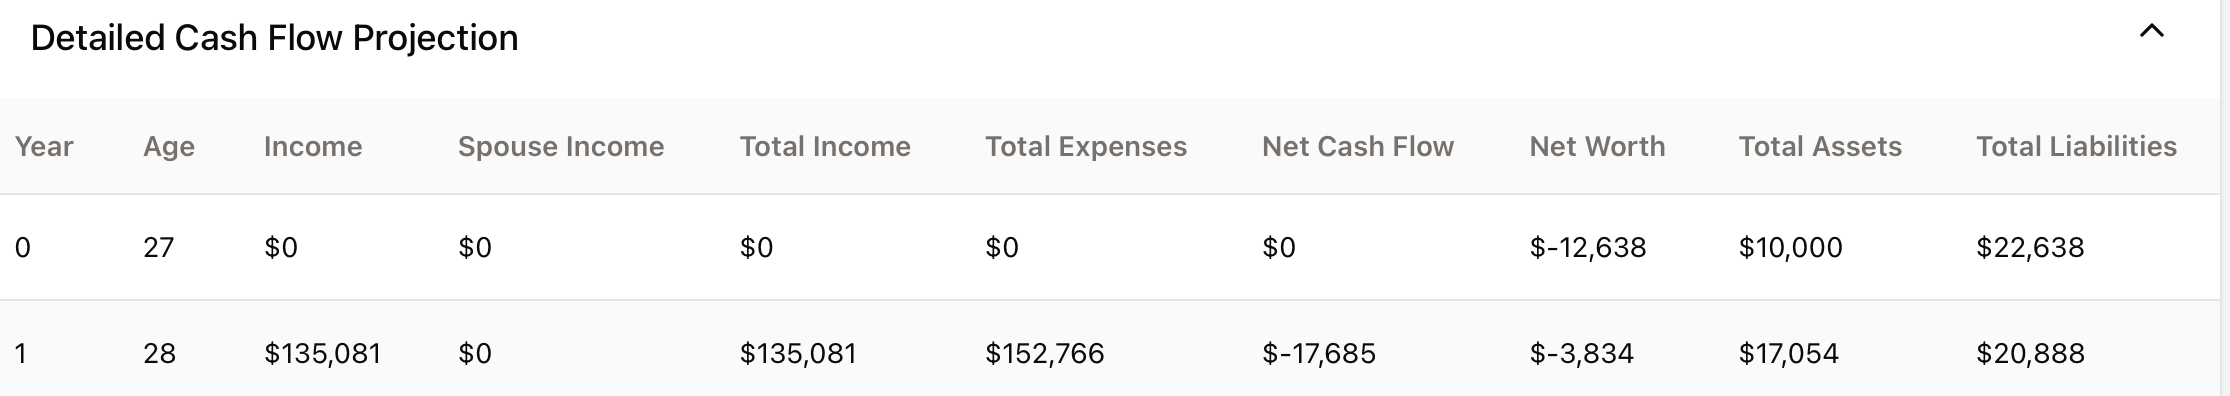 Detailed Cash Flow Projection
Year Age Income Spouse Income Total Income Total Expenses Net Cash Flow Net Worth Total Assets Total Liabilities
0 27 $0 $0 $0 $0 $0 $-12,638 $10,000 $22,638
1 28 $135,081 $0 $135,081 $152,766 $-17,685 $-3,834 $17,054 $20,888